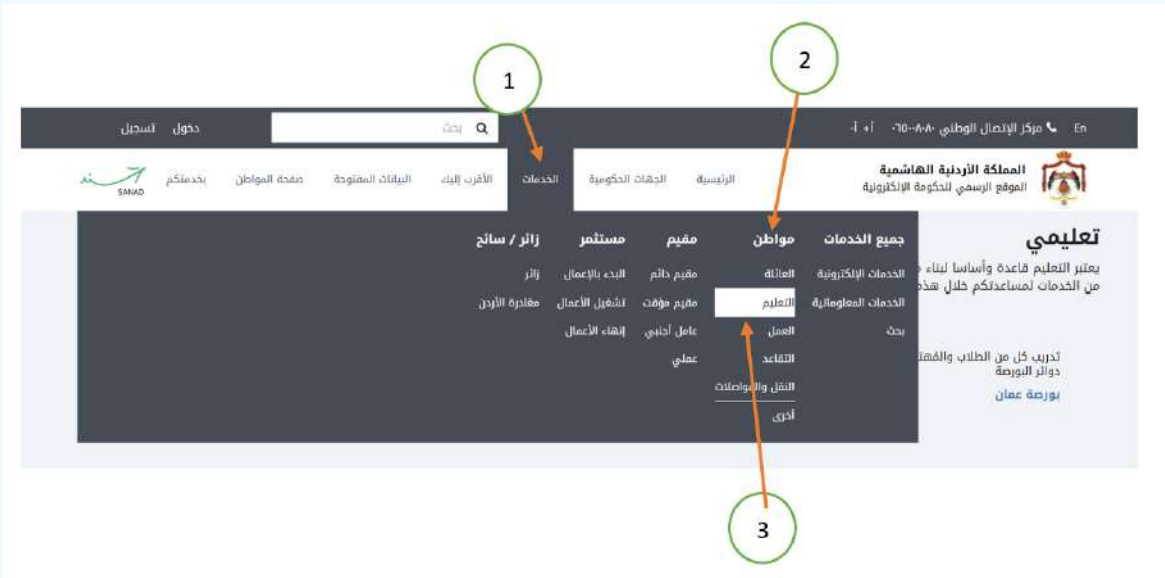 1
2
En مركز الإتصال الوطني ٠٦٥٠٠٨٠٨٠ أ+ أ-
بحث
دخول تسجيل
المملكة الأردنية الهاشمية
الموقع الرسمي للحكومة الإلكترونية
الرئيسية الجهات الحكومية الخدمات الأقرب إليك البيانات المفتوحة صفحة المواطن بخدمتكم
سند
SANAD
تعليمي
يعتبر التعليم قاعدة وأساسا لبناء
من الخدمات لمساعدتكم خلال هذه
جميع الخدمات مواطن مقيم مستثمر زائر / سائح
الخدمات الإلكترونية العائلة مقيم دائم البدء بالإعمال زائر
الخدمات المعلوماتية التعليم مقيم مؤقت تشغيل الأعمال مغادرة الأردن
بحث العمل عامل أجنبي إنهاء الأعمال
التقاعد عملي
النقل والمواصلات
أخرى
تدريب كل من الطلاب والمهت
دوائر البورصة
بورصة عمان
3